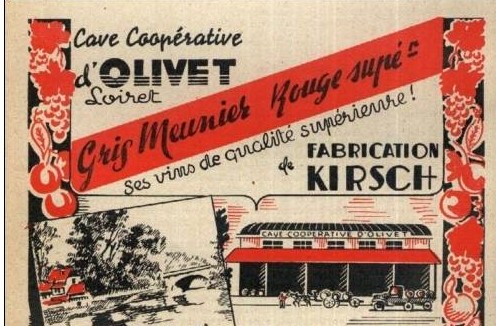 Cave Coopérative
d'OLIVET
Loiret
Gris Meunier Rouge supér
ses vins de qualité supérieure!
de FABRICATION
KIRSCH
CAVE COOPERATIVE D'OLIVET